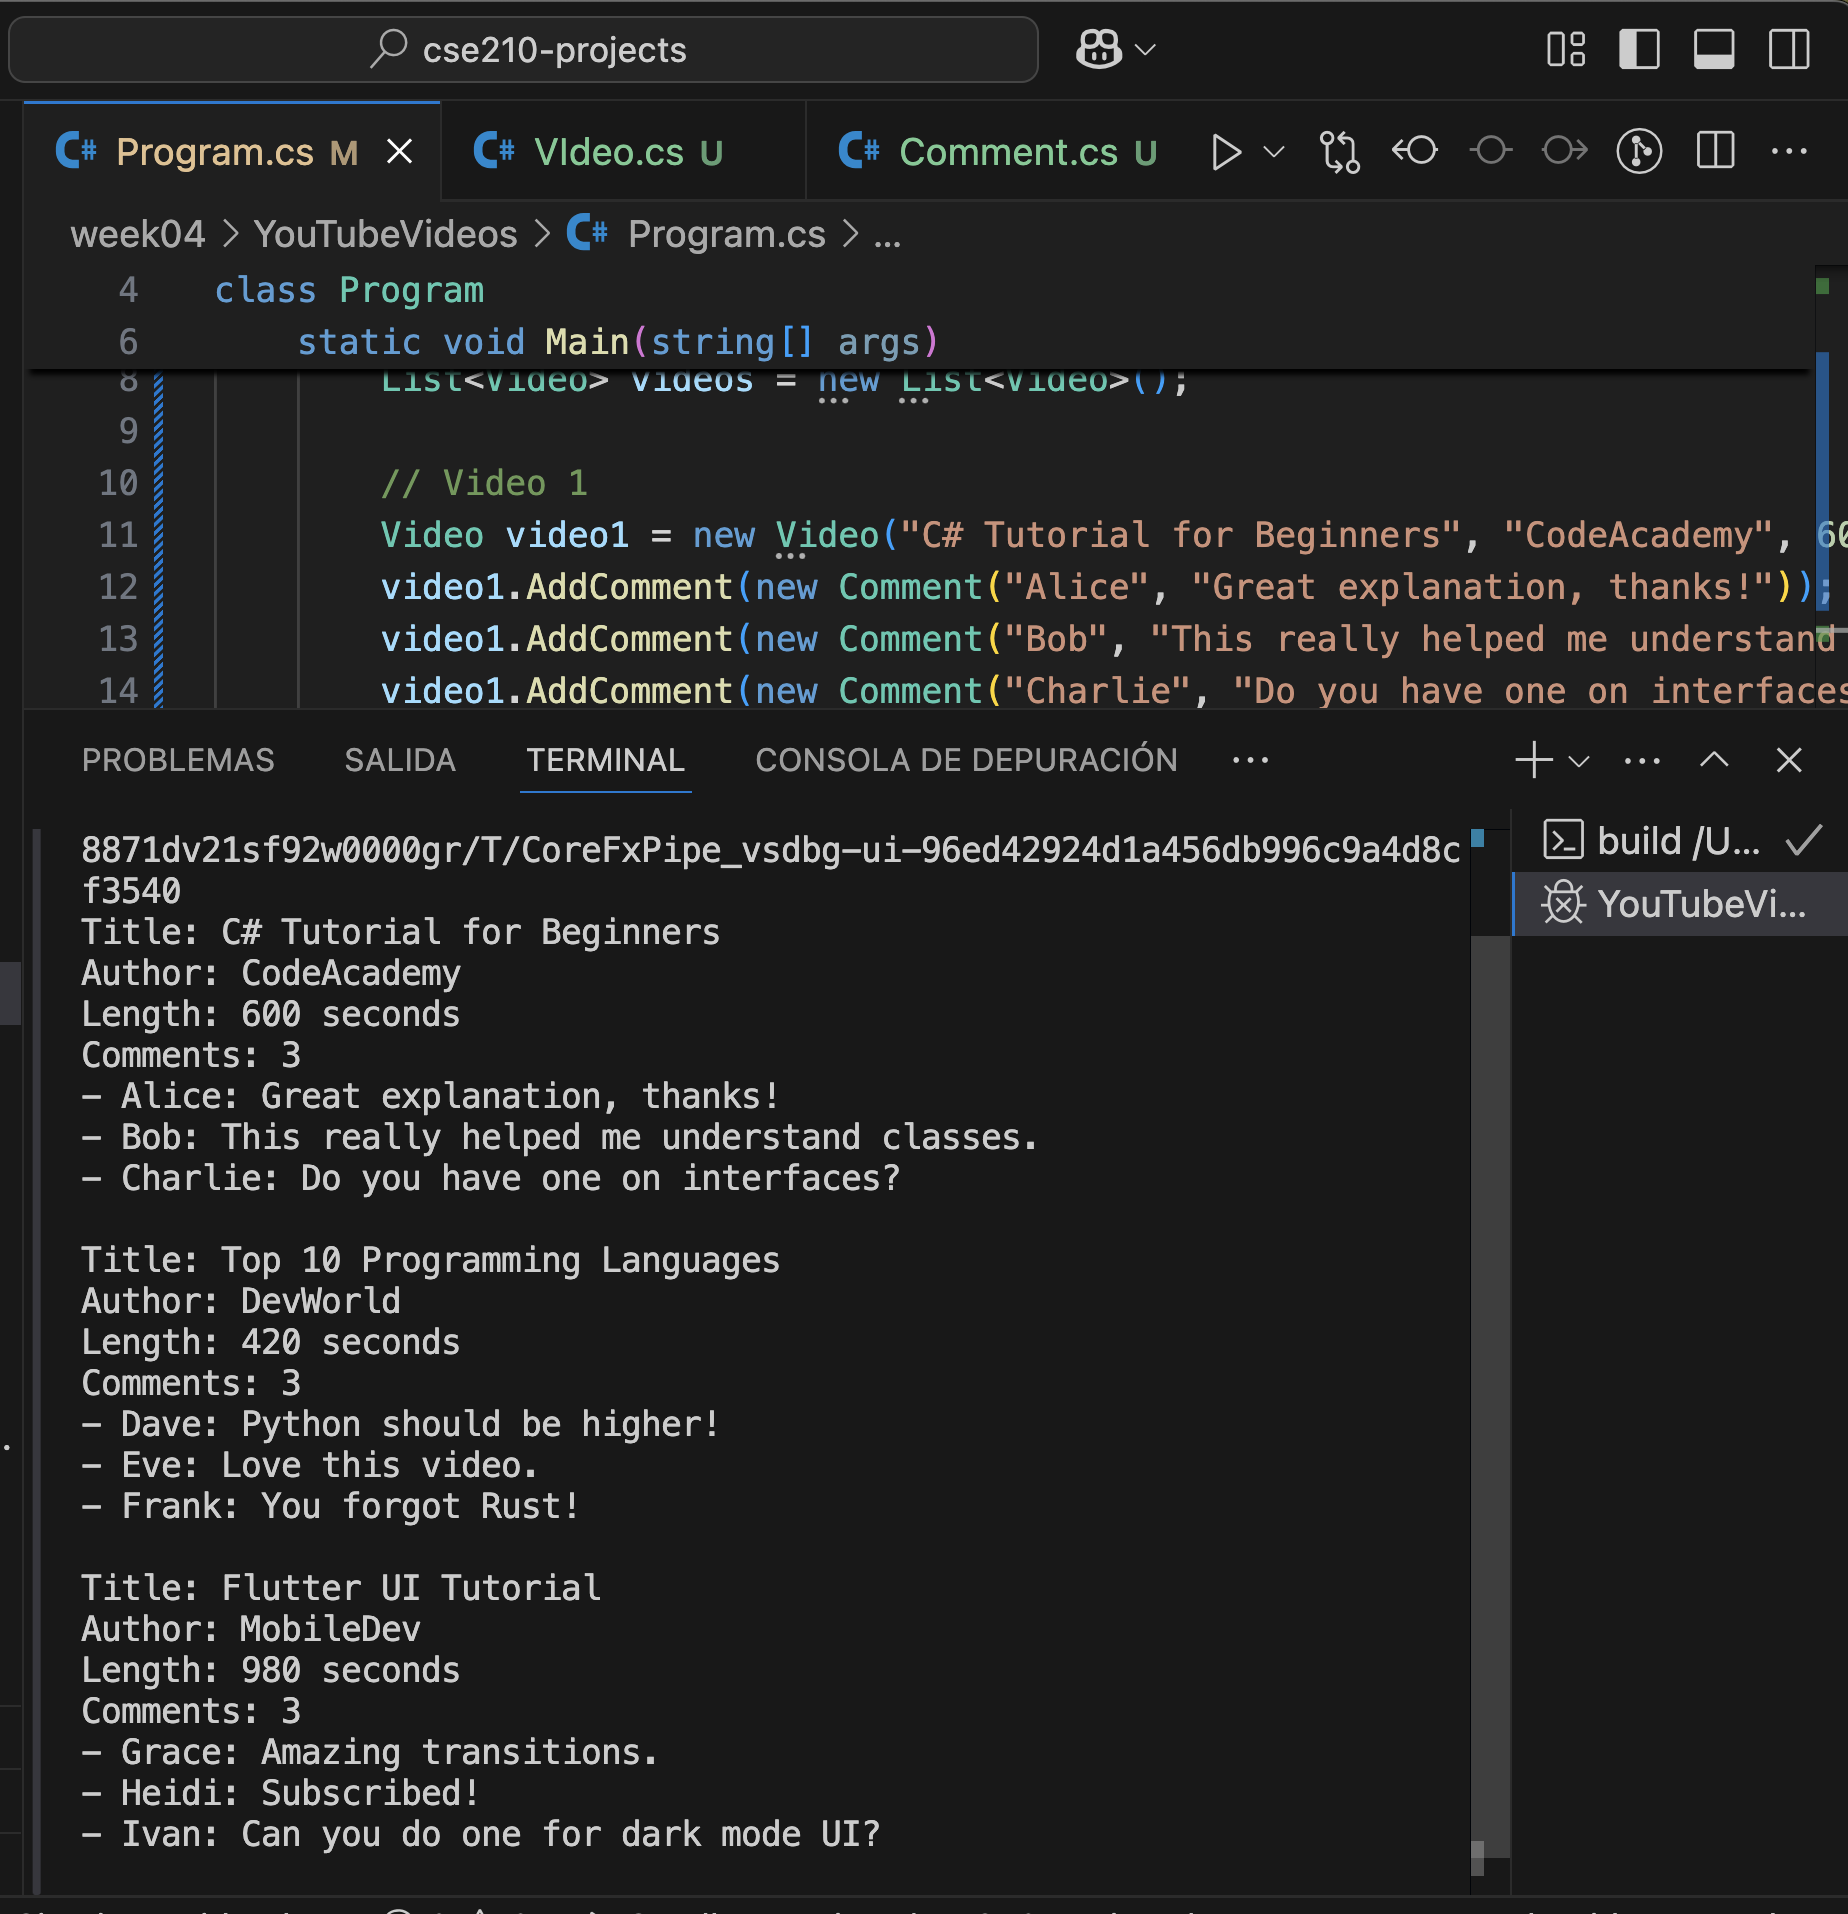 cse210-projects
Program.cs M
VIdeo.cs U
Comment.cs U
week04 > YouTubeVideos > Program.cs > ...
4 class Program
6 static void Main(string[] args)
8 List<Video> videos = new List<Video>();
9
10 // Video 1
11 Video video1 = new Video("C# Tutorial for Beginners", "CodeAcademy", 60
12 video1.AddComment(new Comment("Alice", "Great explanation, thanks!"));
13 video1.AddComment(new Comment("Bob", "This really helped me understand
14 video1.AddComment(new Comment("Charlie", "Do you have one on interfaces
PROBLEMAS SALIDA TERMINAL CONSOLA DE DEPURACIÓN ...
build /U...
YouTubeVi...
8871dv21sf92w0000gr/T/CoreFxPipe_vsdbg-ui-96ed42924d1a456db996c9a4d8c
f3540
Title: C# Tutorial for Beginners
Author: CodeAcademy
Length: 600 seconds
Comments: 3
- Alice: Great explanation, thanks!
- Bob: This really helped me understand classes.
- Charlie: Do you have one on interfaces?
Title: Top 10 Programming Languages
Author: DevWorld
Length: 420 seconds
Comments: 3
- Dave: Python should be higher!
- Eve: Love this video.
- Frank: You forgot Rust!
Title: Flutter UI Tutorial
Author: MobileDev
Length: 980 seconds
Comments: 3
- Grace: Amazing transitions.
- Heidi: Subscribed!
- Ivan: Can you do one for dark mode UI?